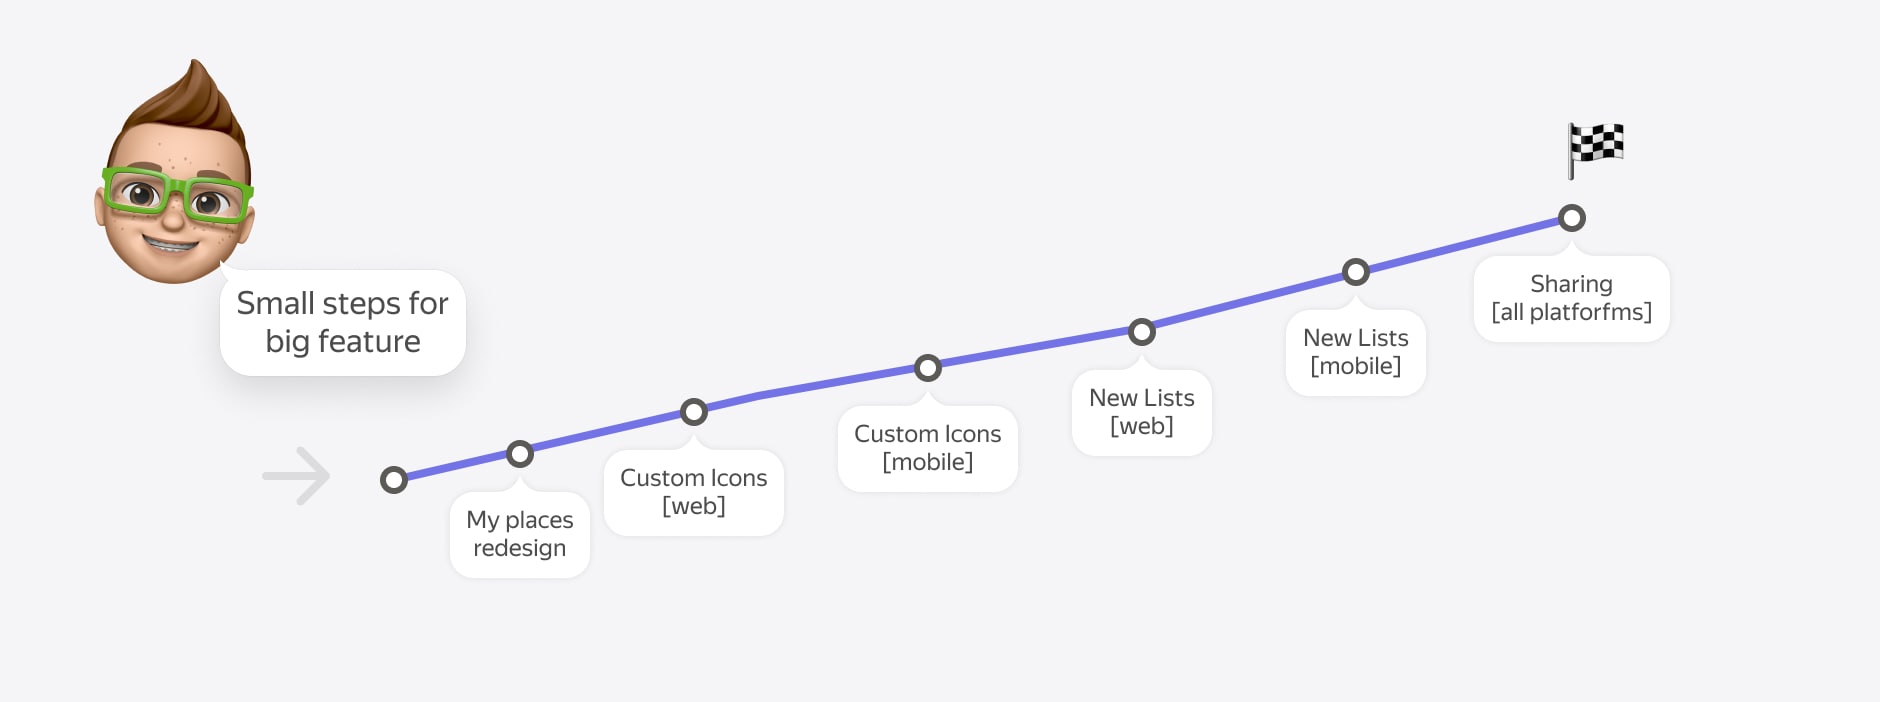 Small steps for
big feature
My places
redesign
Custom Icons
[web]
Custom Icons
[mobile]
New Lists
[web]
New Lists
[mobile]
Sharing
[all platforfms]